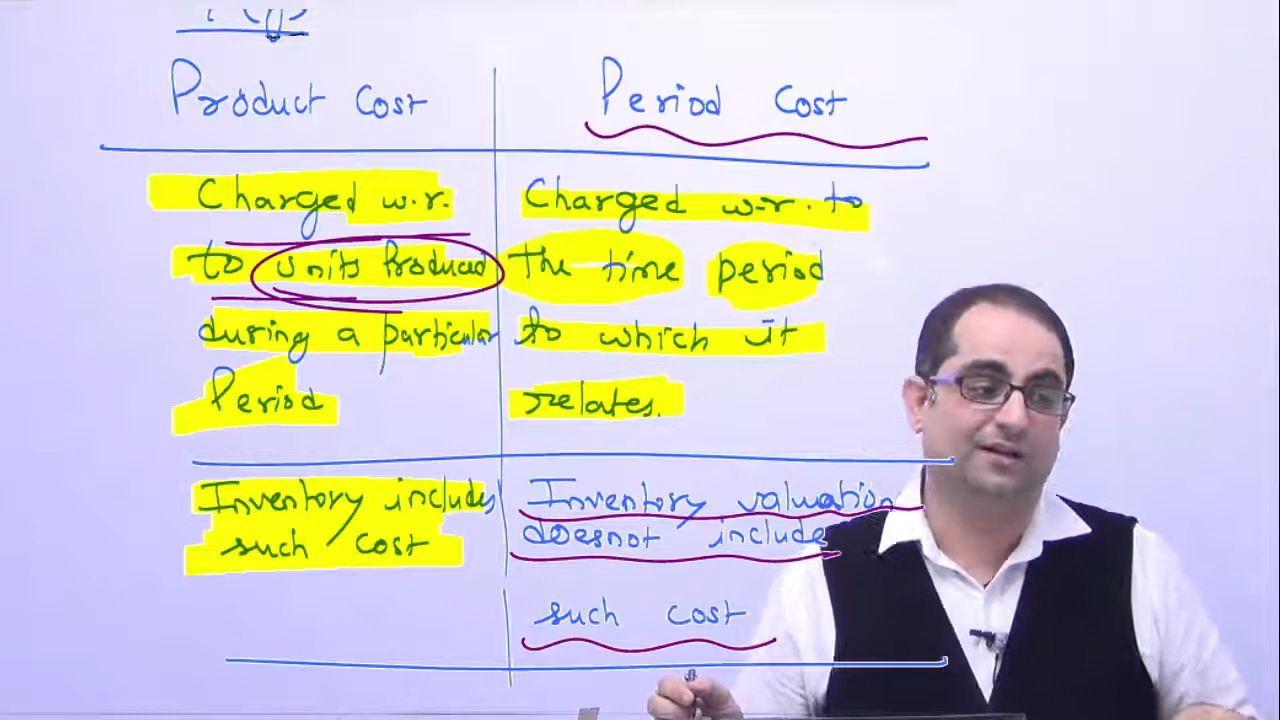 Product Cost
Period Cost
Charged w.r.
to units Produced
during a particular
Period
Charged w.r. to
the time period
to which it
relates.
Inventory includes
such cost
Inventory valuation
doesnot include
such cost